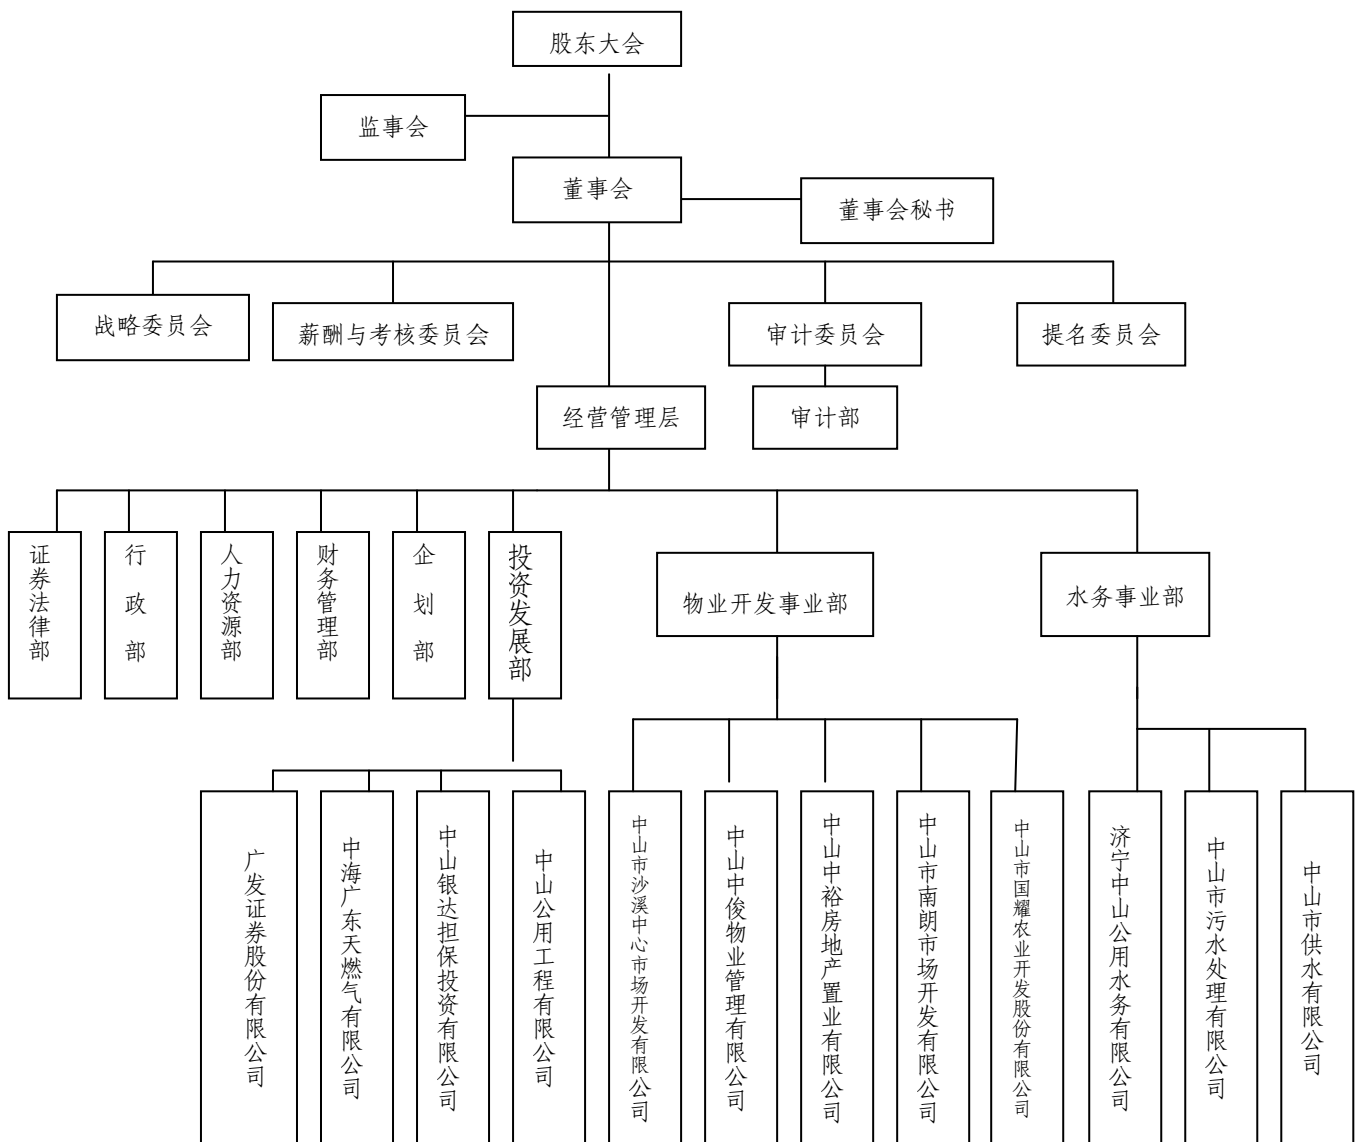 股东大会
监事会
董事会
董事会秘书
战略委员会
薪酬与考核委员会
审计委员会
提名委员会
经营管理层
审计部
证券法律部
行政部
人力资源部
财务管理部
企划部
投资发展部
物业开发事业部
水务事业部
广发证券股份有限公司
中海广东天燃气有限公司
中山银达担保投资有限公司
中山公用工程有限公司
中山市沙溪中心市场开发有限公司
中山中俊物业管理有限公司
中山中裕房地产置业有限公司
中山市南朗市场开发有限公司
中山市国耀农业开发股份有限公司
济宁中山公用水务有限公司
中山市污水处理有限公司
中山市供水有限公司